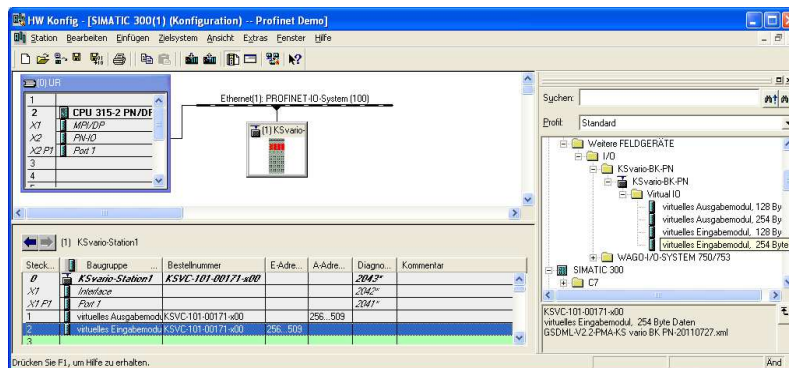 HW Konfig - [SIMATIC 300(1) (Konfiguration) -- Profinet Demo]
Station Bearbeiten Einfügen Zielsystem Ansicht Extras Fenster Hilfe
(0) UR
1
2 CPU 315-2 PN/DP
X1 MPI/DP
X2 PN-IO
X2 P1 Port 1
3
4
Ethernet(1): PROFINET-IO-System (100)
(1) KSvario-
Suchen:
Profil: Standard
Weitere FELDGERÄTE
I/O
KSvario-BK-PN
KSvario-BK-PN
Virtual IO
virtuelles Ausgabemodul, 128 By
virtuelles Ausgabemodul, 254 By
virtuelles Eingabemodul, 128 By
virtuelles Eingabemodul, 254 Byte
WAGO-I/O-SYSTEM 750/753
SIMATIC 300
C7
KSVC-101-00171-x00
virtuelles Eingabemodul, 254 Byte Daten
GSDML-V2.2-PMA-KS vario BK PN-20110727.xml
(1) KSvario-Station1
Steck... Baugruppe ... Bestellnummer E-Adre... A-Adre... Diagno... Kommentar
0 KSvario-Station1 KSVC-101-00171-x00 2043*
X1 Interface 2042*
X1 P1 Port 1 2041*
1 virtuelles Ausgabemodu KSVC-101-00171-x00 256...509
2 virtuelles Eingabemodu KSVC-101-00171-x00 256...509
3
Drücken Sie F1, um Hilfe zu erhalten.
Änd